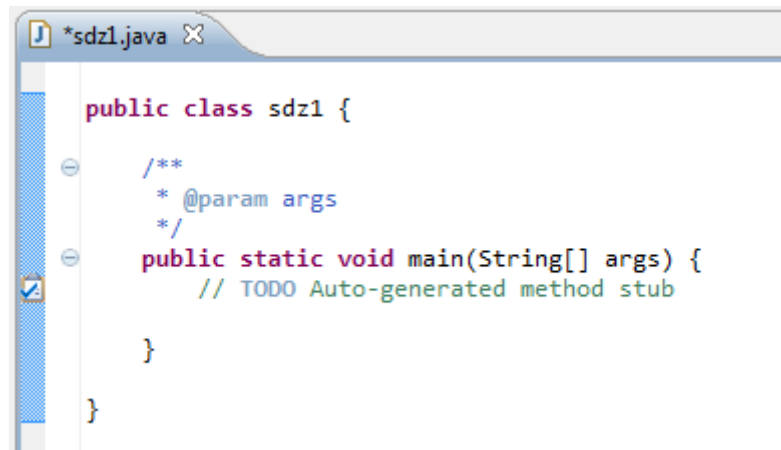 *sdz1.java
public class sdz1 {
/**
* @param args
*/
public static void main(String[] args) {
// TODO Auto-generated method stub
}
}